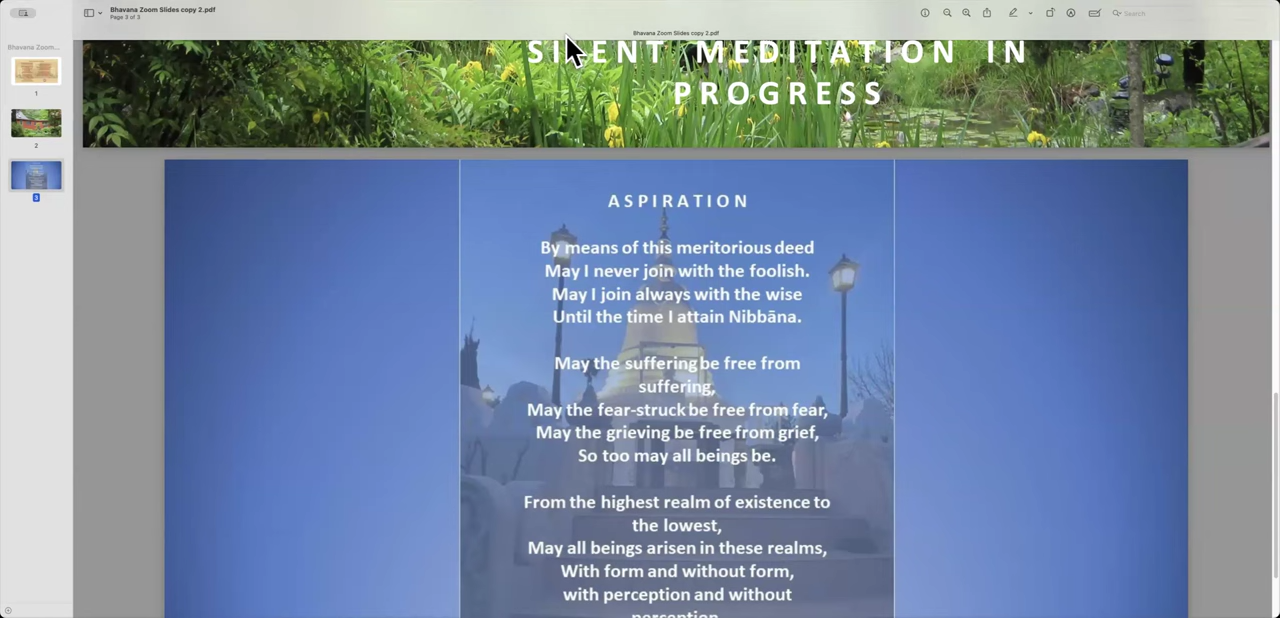 Bhavana Zoom Slides copy 2.pdf
Page 3 of 3
Search
Bhavana Zoom Slides copy 2.pdf
Bhavana Zoom...
1
2
3
SILENT MEDITATION IN
PROGRESS
ASPIRATION
By means of this meritorious deed
May I never join with the foolish.
May I join always with the wise
Until the time I attain Nibbāna.
May the suffering be free from
suffering,
May the fear-struck be free from fear,
May the grieving be free from grief,
So too may all beings be.
From the highest realm of existence to
the lowest,
May all beings arisen in these realms,
With form and without form,
with perception and without
perception